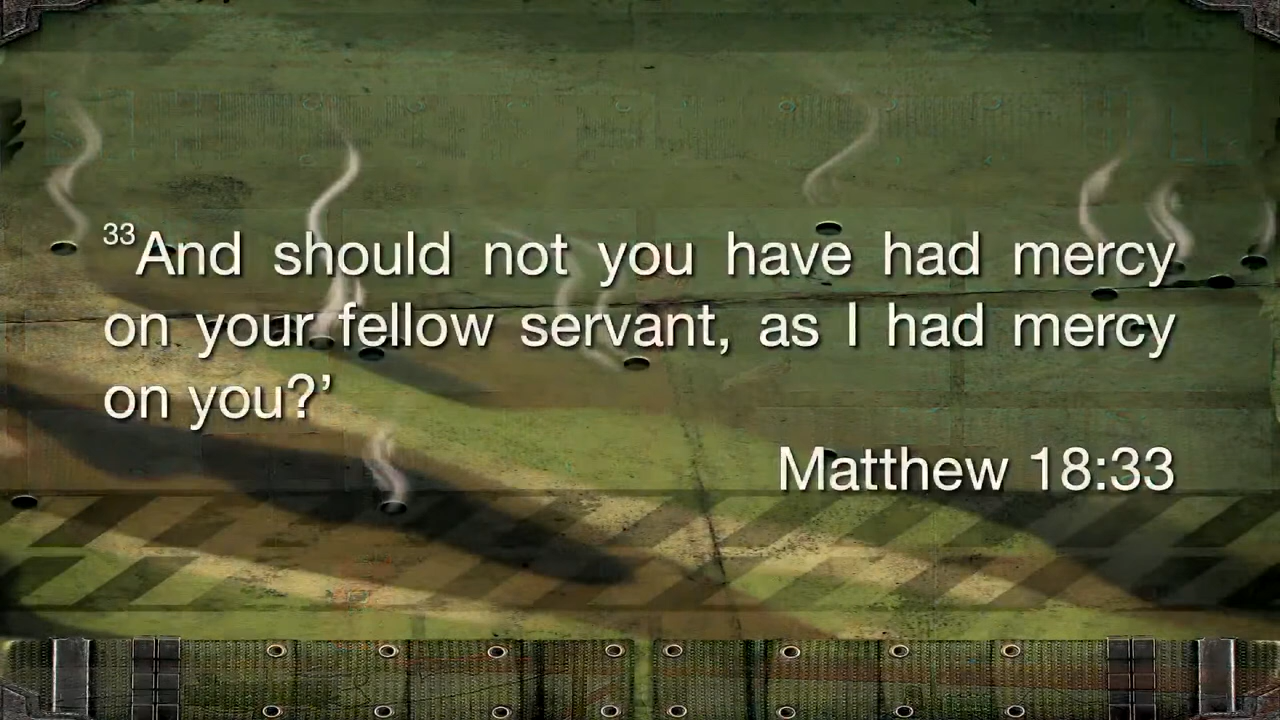 33And should not you have had mercy
on your fellow servant, as I had mercy
on you?’
Matthew 18:33